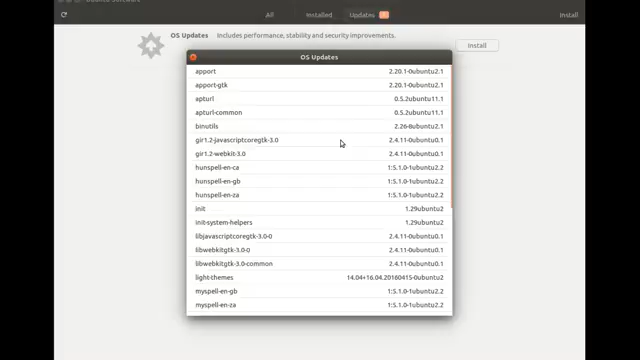 All Installed Updates Install
OS Updates Includes performance, stability and security improvements.
Install
OS Updates
apport 2.20.1-0ubuntu2.1
apport-gtk 2.20.1-0ubuntu2.1
apturl 0.5.2ubuntu11.1
apturl-common 0.5.2ubuntu11.1
binutils 2.26-8ubuntu2.1
gir1.2-javascriptcoregtk-3.0 2.4.11-0ubuntu0.1
gir1.2-webkit-3.0 2.4.11-0ubuntu0.1
hunspell-en-ca 1:5.1.0-1ubuntu2.2
hunspell-en-gb 1:5.1.0-1ubuntu2.2
hunspell-en-za 1:5.1.0-1ubuntu2.2
init 1.29ubuntu2
init-system-helpers 1.29ubuntu2
libjavascriptcoregtk-3.0-0 2.4.11-0ubuntu0.1
libwebkitgtk-3.0-0 2.4.11-0ubuntu0.1
libwebkitgtk-3.0-common 2.4.11-0ubuntu0.1
light-themes 14.04+16.04.20160415-0ubuntu2
myspell-en-gb 1:5.1.0-1ubuntu2.2
myspell-en-za 1:5.1.0-1ubuntu2.2